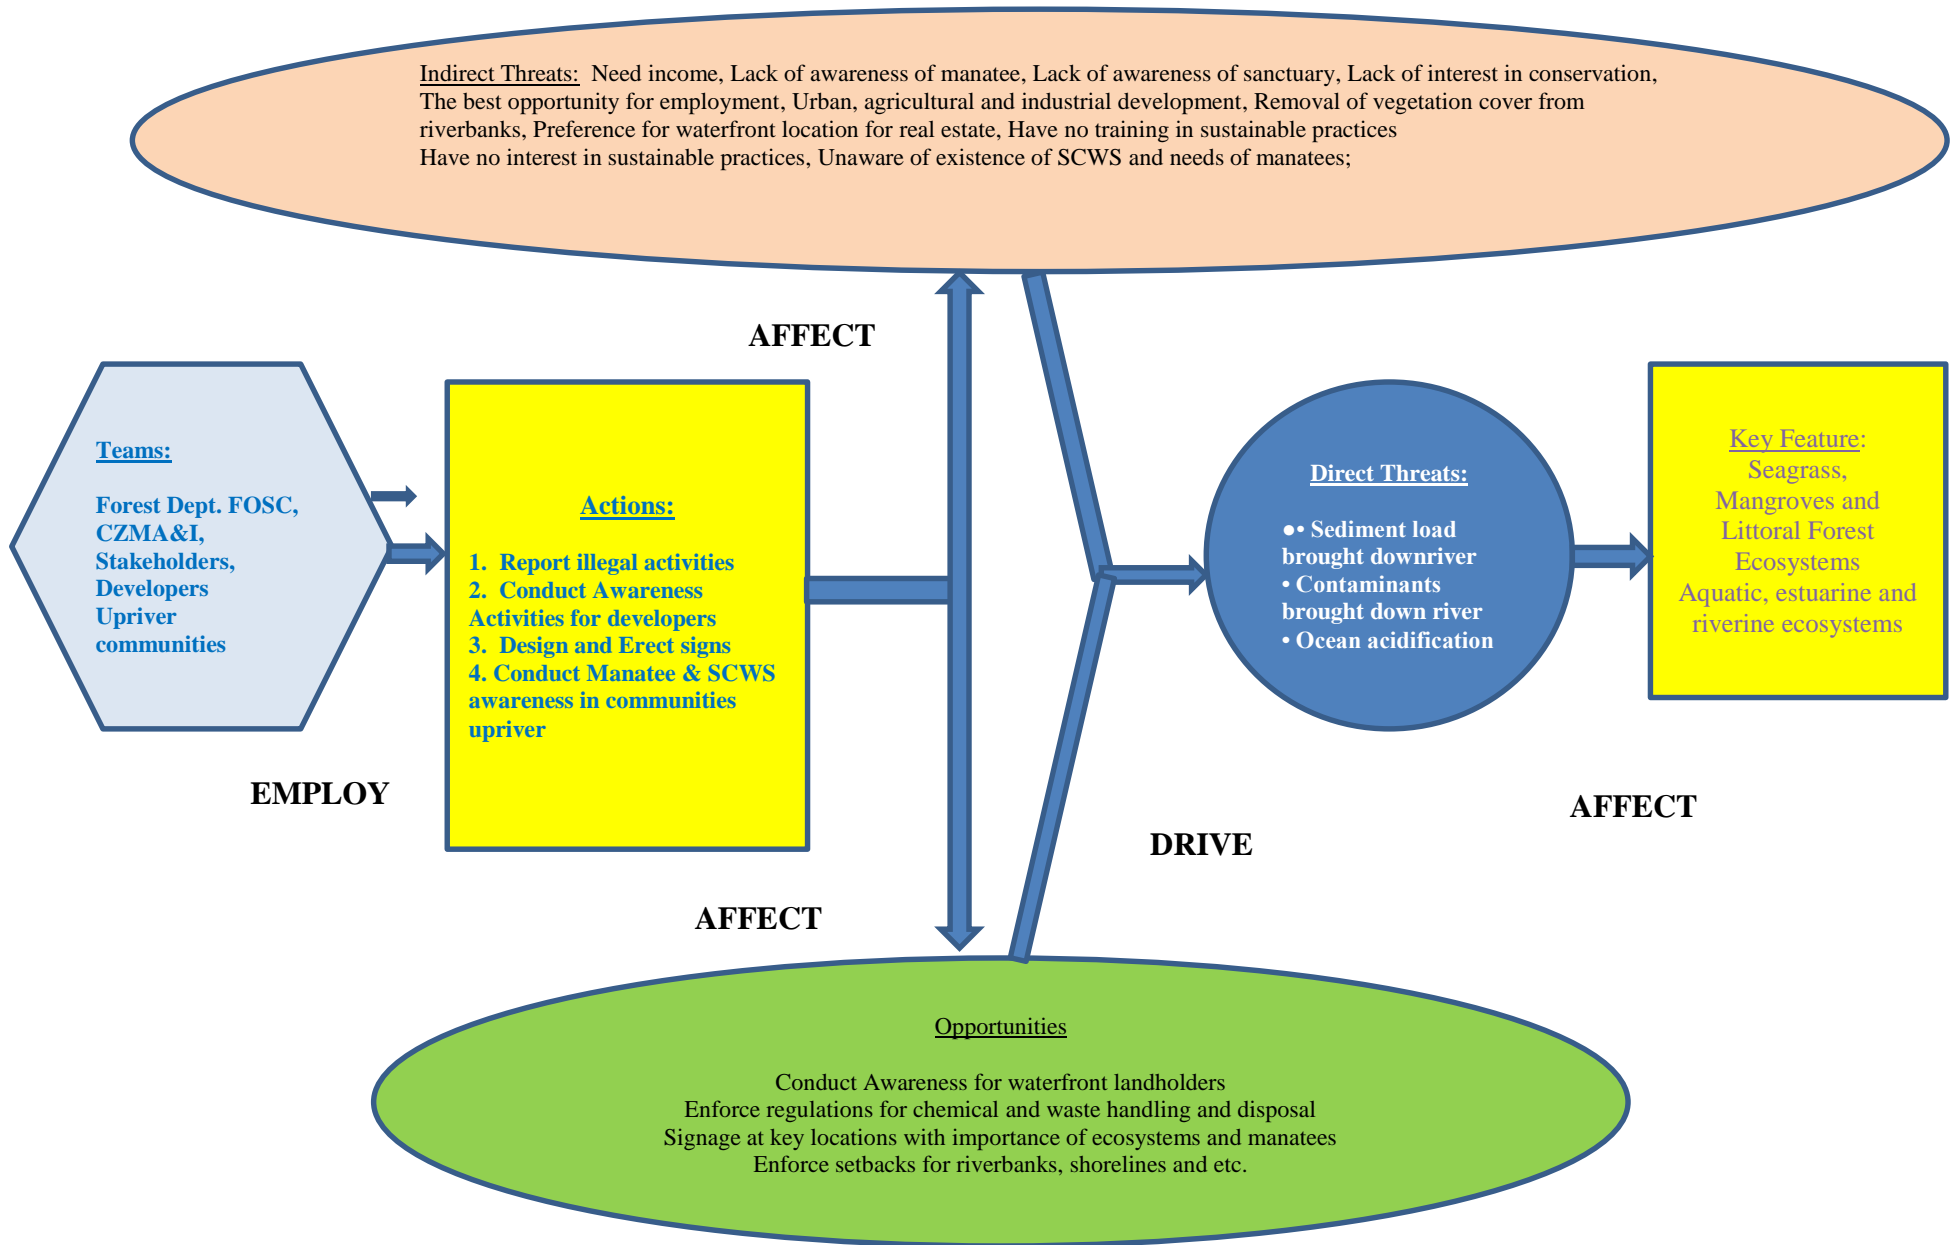 Indirect Threats: Need income, Lack of awareness of manatee, Lack of awareness of sanctuary, Lack of interest in conservation,
The best opportunity for employment, Urban, agricultural and industrial development, Removal of vegetation cover from
riverbanks, Preference for waterfront location for real estate, Have no training in sustainable practices
Have no interest in sustainable practices, Unaware of existence of SCWS and needs of manatees;
AFFECT
Teams:
Forest Dept. FOSC,
CZMA&I,
Stakeholders,
Developers
Upriver
communities
EMPLOY
Actions:
1. Report illegal activities
2. Conduct Awareness
Activities for developers
3. Design and Erect signs
4. Conduct Manatee & SCWS
awareness in communities
upriver
AFFECT
DRIVE
Direct Threats:
●• Sediment load
brought downriver
• Contaminants
brought down river
• Ocean acidification
AFFECT
Key Feature:
Seagrass,
Mangroves and
Littoral Forest
Ecosystems
Aquatic, estuarine and
riverine ecosystems
Opportunities
Conduct Awareness for waterfront landholders
Enforce regulations for chemical and waste handling and disposal
Signage at key locations with importance of ecosystems and manatees
Enforce setbacks for riverbanks, shorelines and etc.